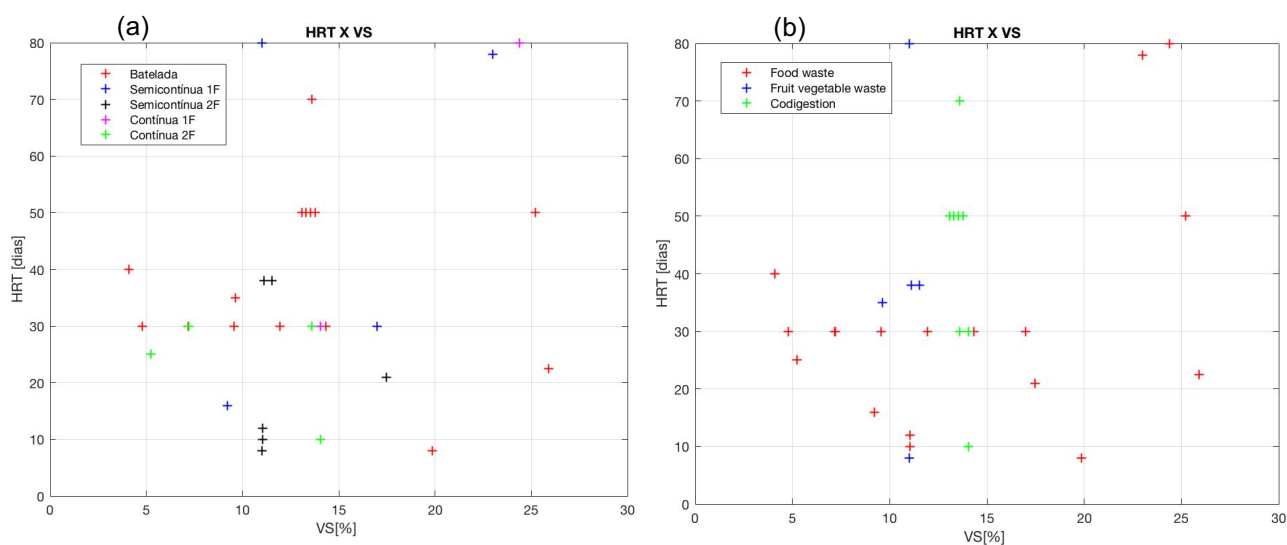 (a)
HRT X VS
80
70
60
50
40
30
20
10
0
HRT [dias]
Batelada
Semicontínua 1F
Semicontínua 2F
Contínua 1F
Contínua 2F
0 5 10 15 20 25 30
VS[%]
(b)
HRT X VS
80
70
60
50
40
30
20
10
0
HRT [dias]
Food waste
Fruit vegetable waste
Codigestion
0 5 10 15 20 25 30
VS[%]